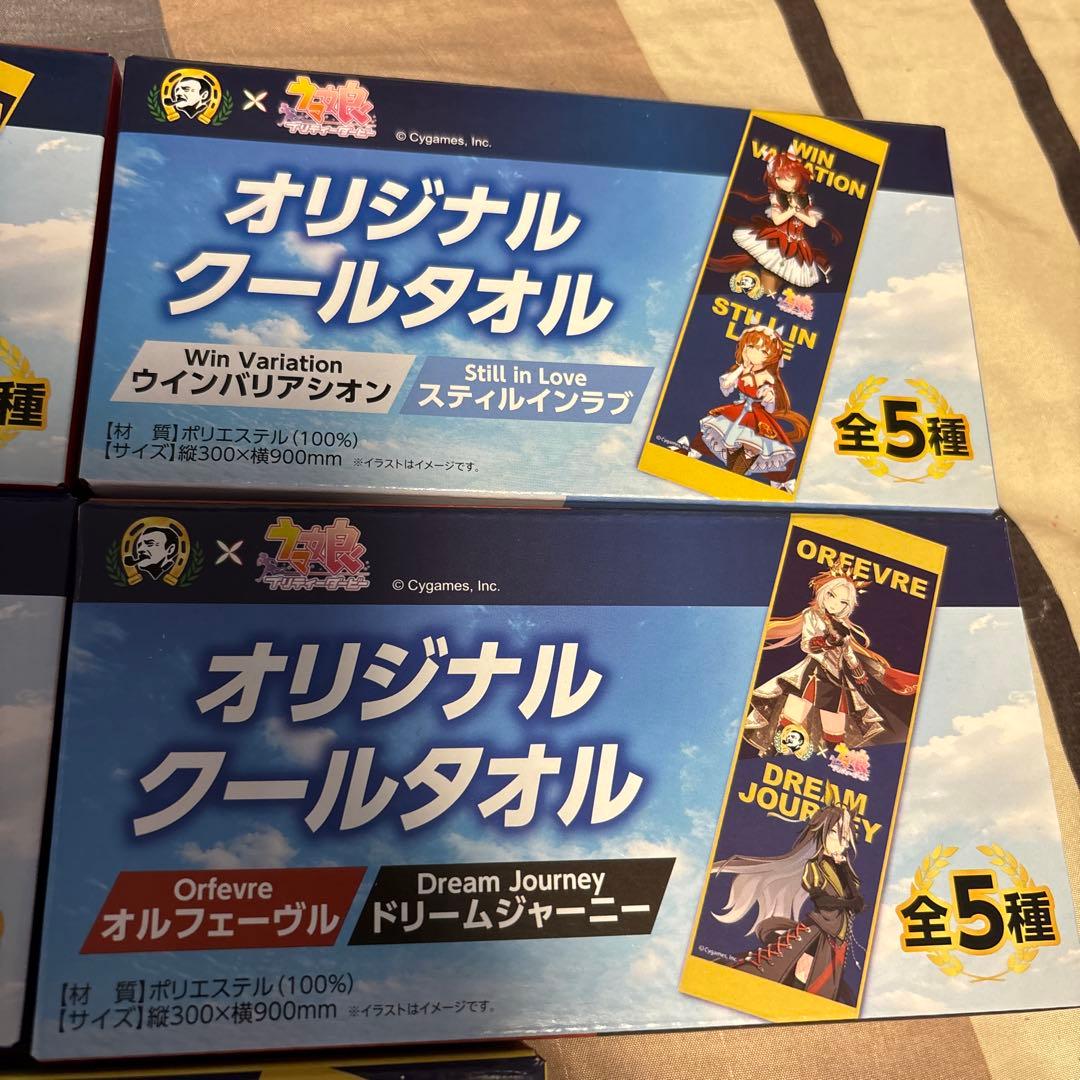 ×
ウマ娘
プリティーダービー
© Cygames, Inc.
オリジナル
クールタオル
Win Variation
ウインバリアシオン
Still in Love
スティルインラブ
【材　質】ポリエステル(100%)
【サイズ】縦300×横900mm ※イラストはイメージです。
WIN
VARIATION
×
STILL IN
LOVE
©Cygames, Inc.
全5種
種
×
ウマ娘
プリティーダービー
© Cygames, Inc.
オリジナル
クールタオル
Orfevre
オルフェーヴル
Dream Journey
ドリームジャーニー
【材　質】ポリエステル(100%)
【サイズ】縦300×横900mm ※イラストはイメージです。
ORFEVRE
×
ウマ娘
DREAM
JOURNEY
©Cygames, Inc.
全5種